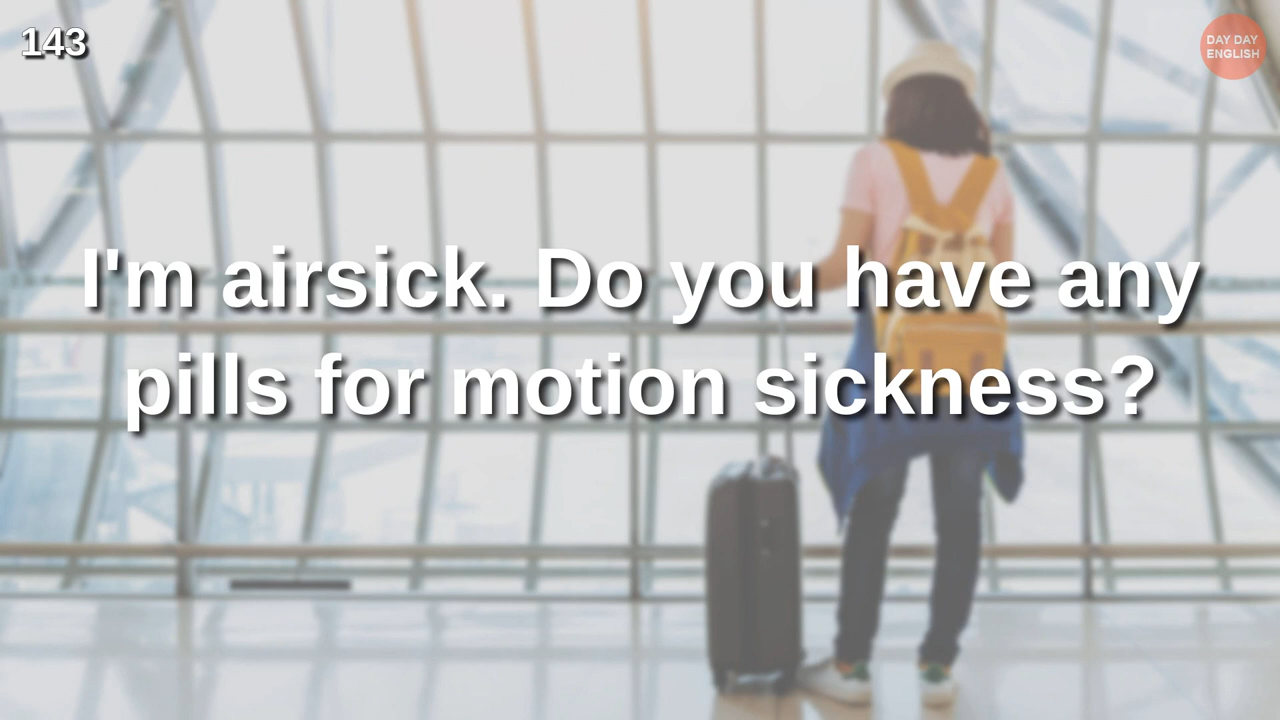 143
DAY DAY
ENGLISH
I'm airsick. Do you have any
pills for motion sickness?